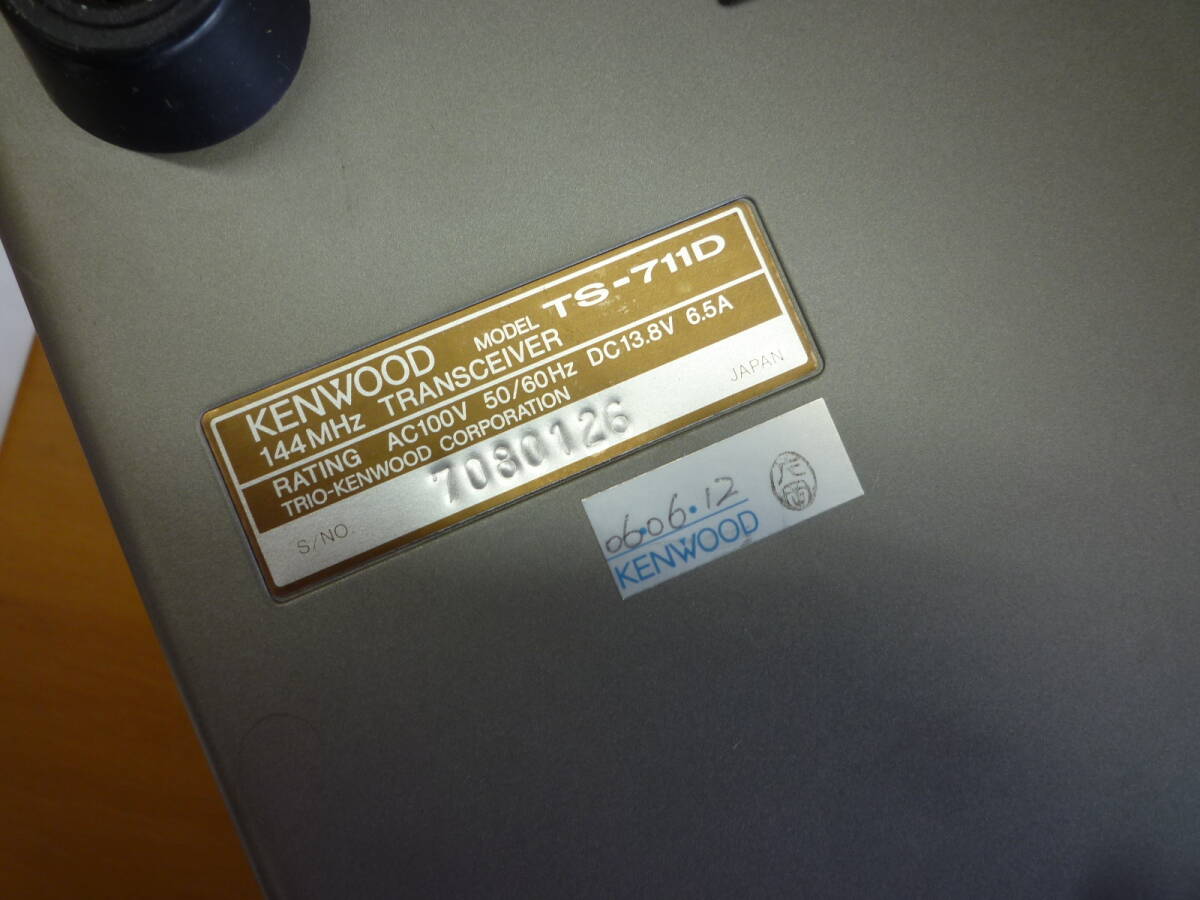 KENWOOD MODEL TS-711D
144MHz TRANSCEIVER
RATING AC100V 50/60Hz DC13.8V 6.5A
TRIO-KENWOOD CORPORATION
S/NO. 7080126 JAPAN
06.06.12
KENWOOD